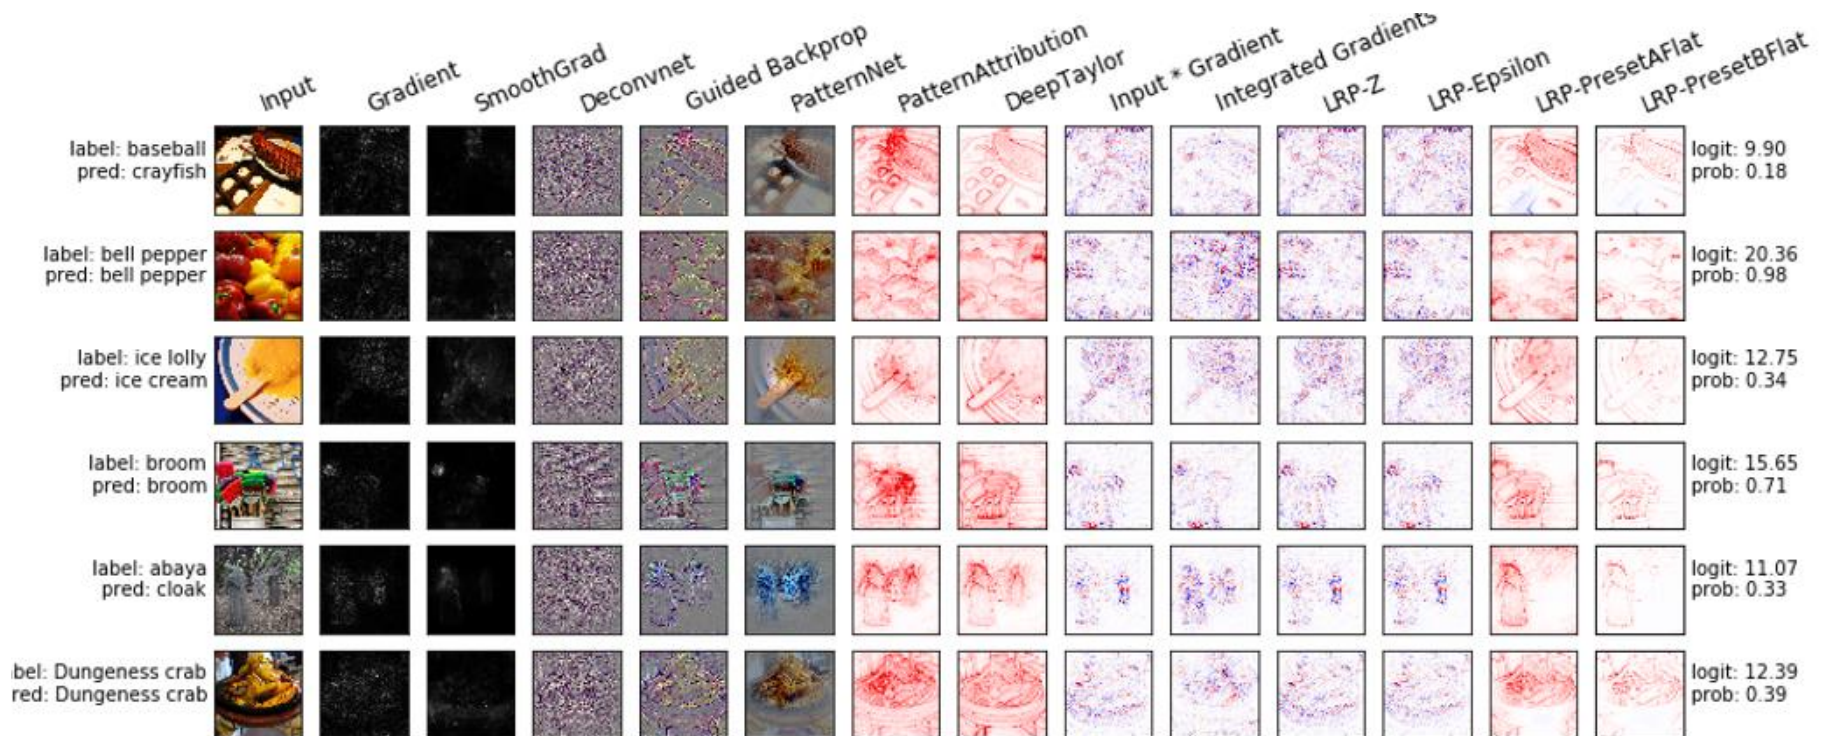 Input
Gradient
SmoothGrad
Deconvnet
Guided Backprop
PatternNet
PatternAttribution
DeepTaylor
Input * Gradient
Integrated Gradients
LRP-Z
LRP-Epsilon
LRP-PresetAFlat
LRP-PresetBFlat
label: baseball
pred: crayfish
logit: 9.90
prob: 0.18
label: bell pepper
pred: bell pepper
logit: 20.36
prob: 0.98
label: ice lolly
pred: ice cream
logit: 12.75
prob: 0.34
label: broom
pred: broom
logit: 15.65
prob: 0.71
label: abaya
pred: cloak
logit: 11.07
prob: 0.33
bel: Dungeness crab
red: Dungeness crab
logit: 12.39
prob: 0.39